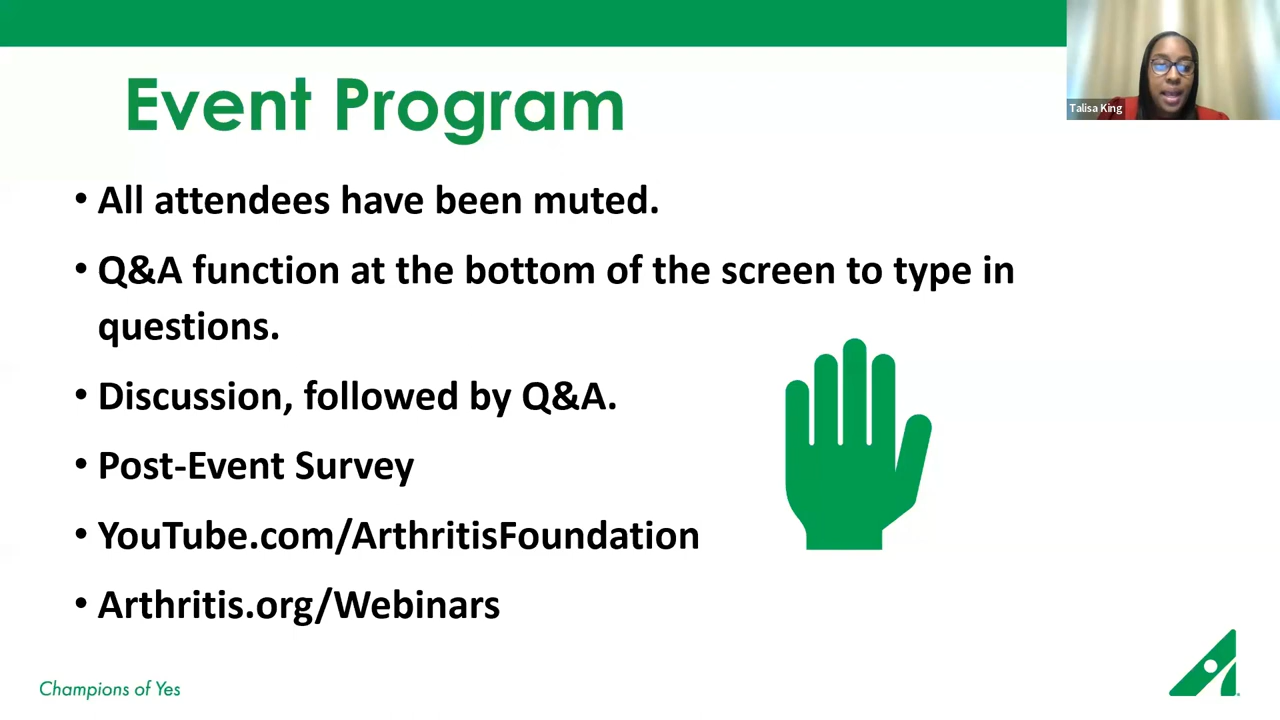 Event Program
Talisa King
• All attendees have been muted.
• Q&A function at the bottom of the screen to type in
questions.
• Discussion, followed by Q&A.
• Post-Event Survey
• YouTube.com/ArthritisFoundation
• Arthritis.org/Webinars
Champions of Yes